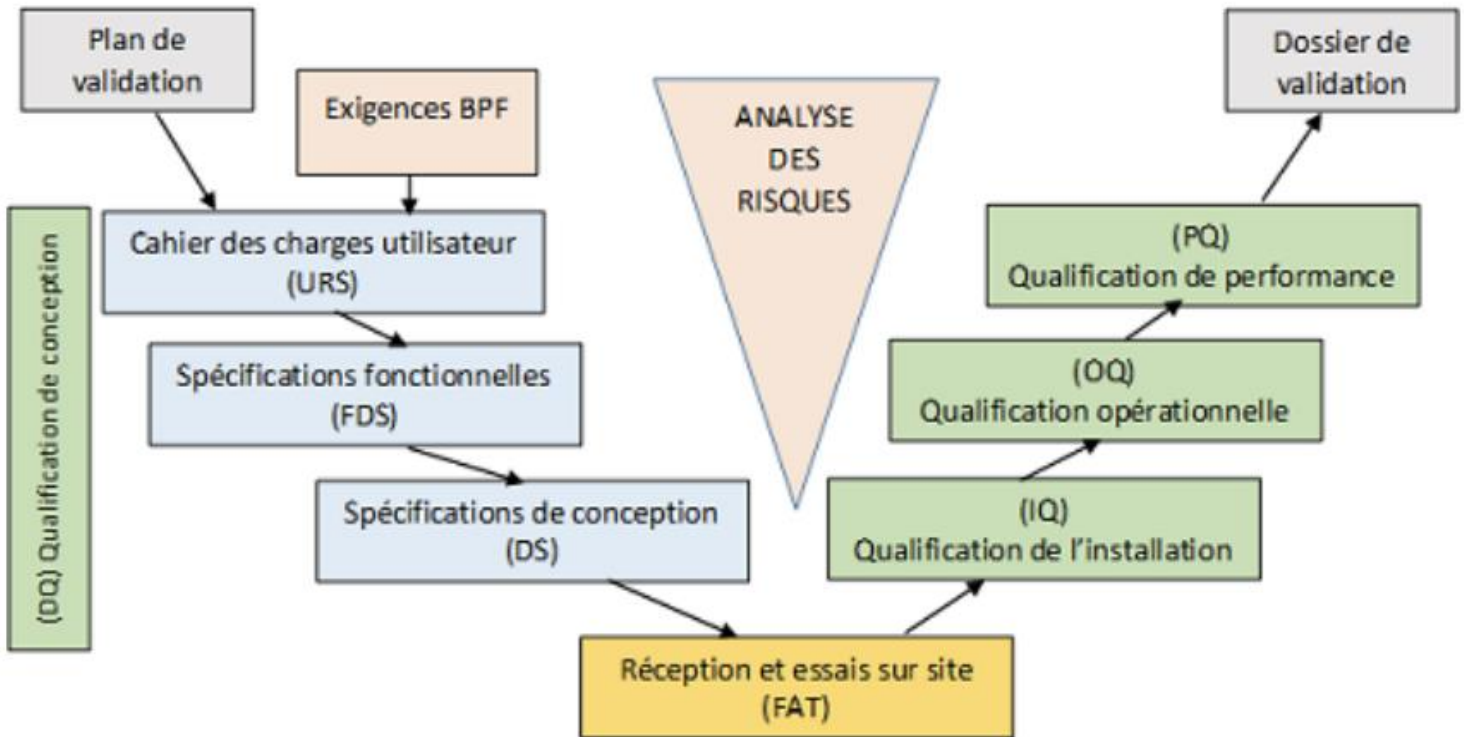 Plan de
validation
Exigences BPF
ANALYSE
DES
RISQUES
Dossier de
validation
(DQ) Qualification de conception
Cahier des charges utilisateur
(URS)
(PQ)
Qualification de performance
Spécifications fonctionnelles
(FDS)
(OQ)
Qualification opérationnelle
Spécifications de conception
(DS)
(IQ)
Qualification de l'installation
Réception et essais sur site
(FAT)